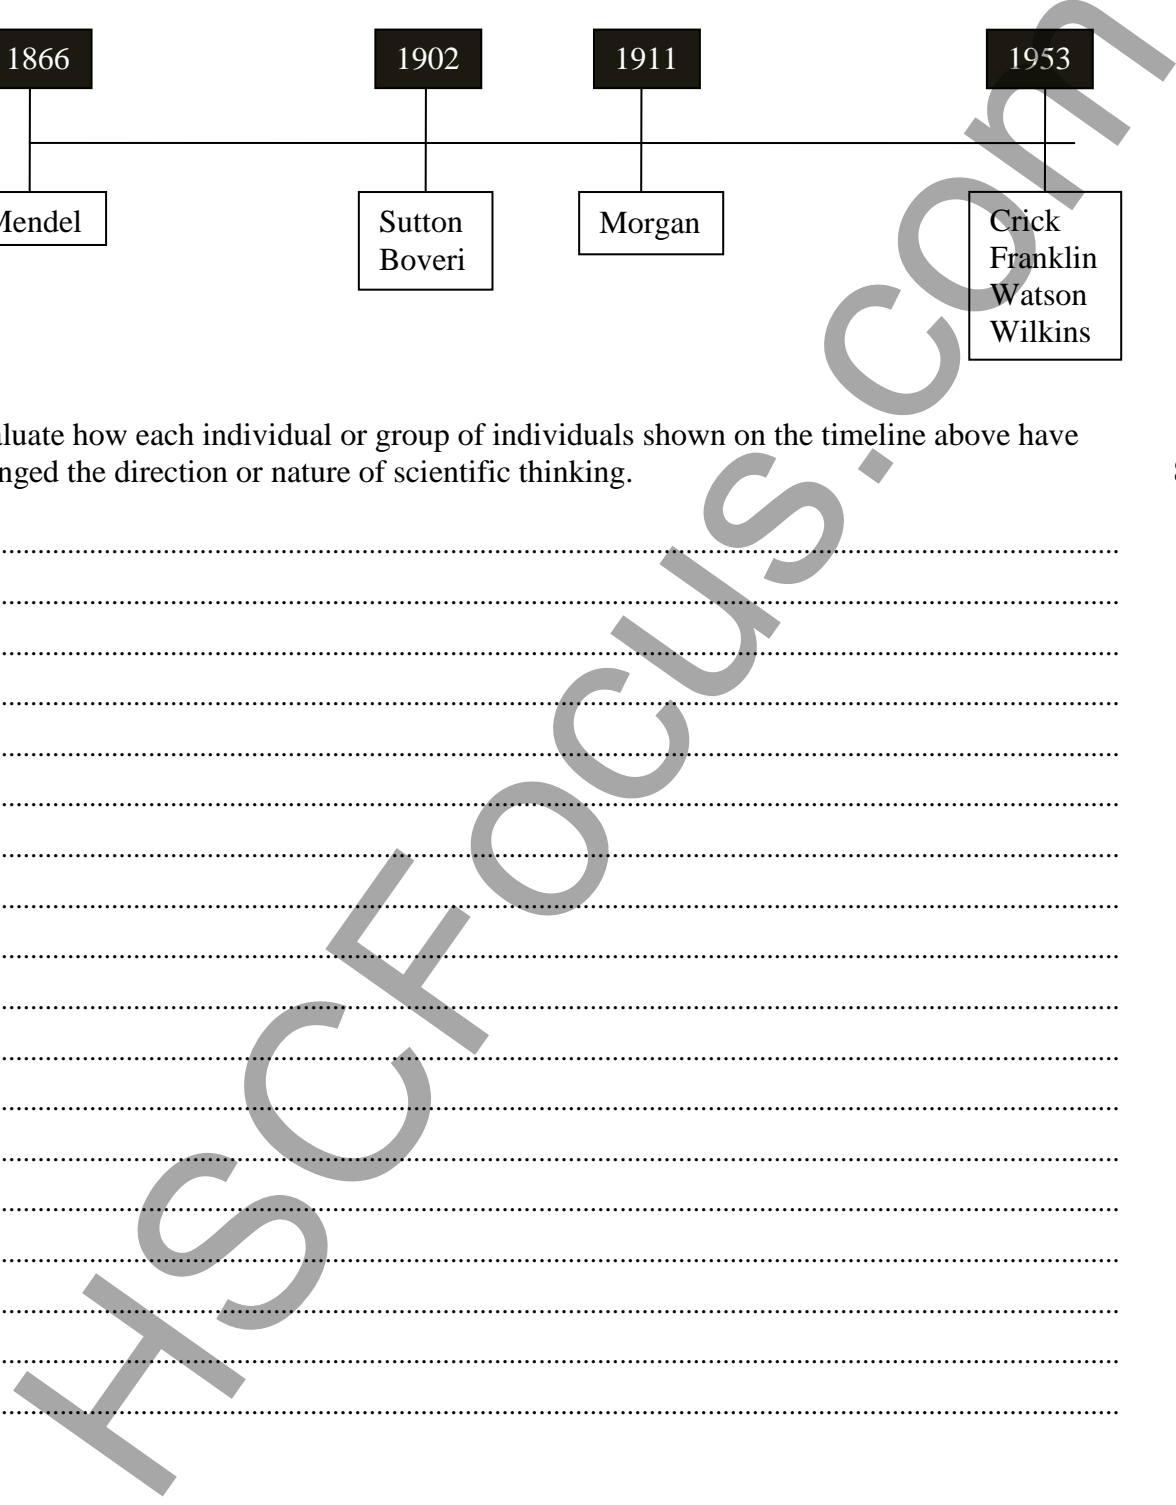 1866 1902 1911 1953
Mendel Sutton Morgan Crick
Boveri Franklin
Watson
Wilkins
aluate how each individual or group of individuals shown on the timeline above have
nged the direction or nature of scientific thinking.
HSCFocus.com